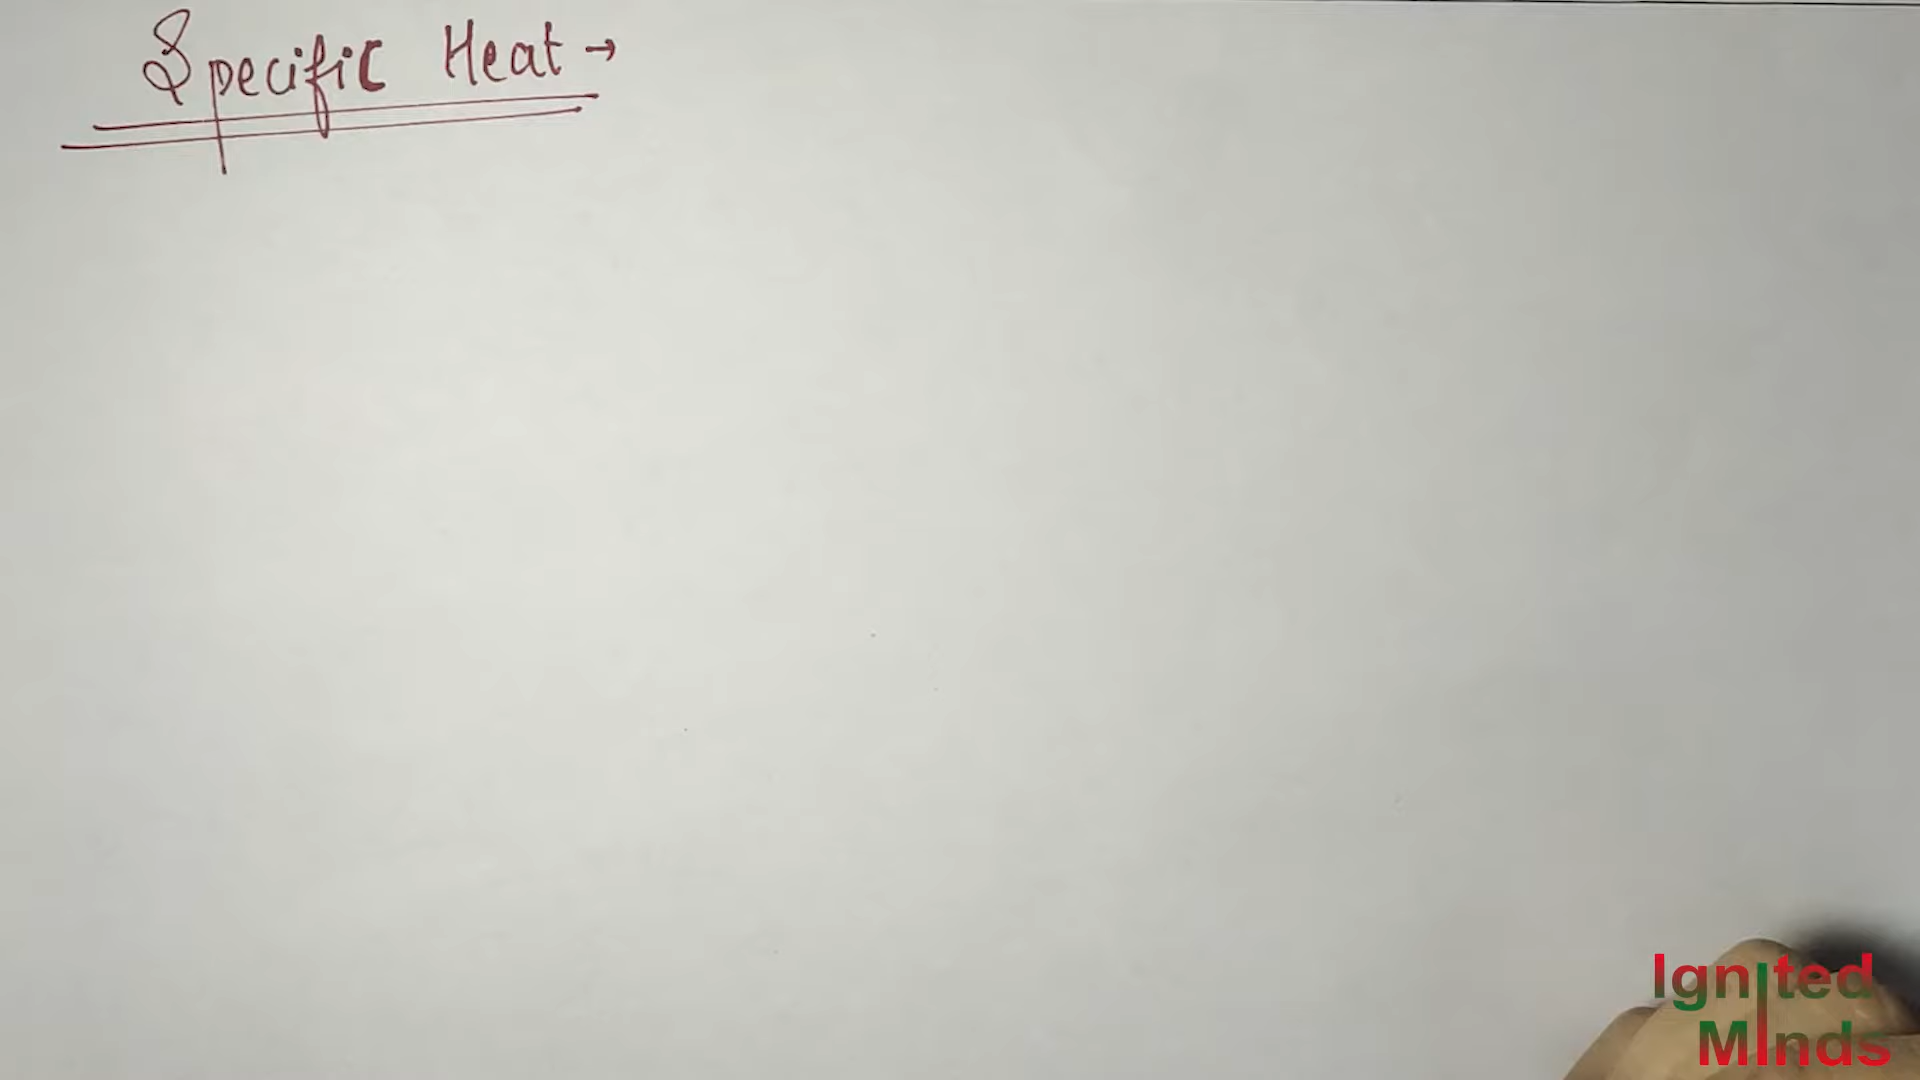 Specific Heat →
Ignited
Minds